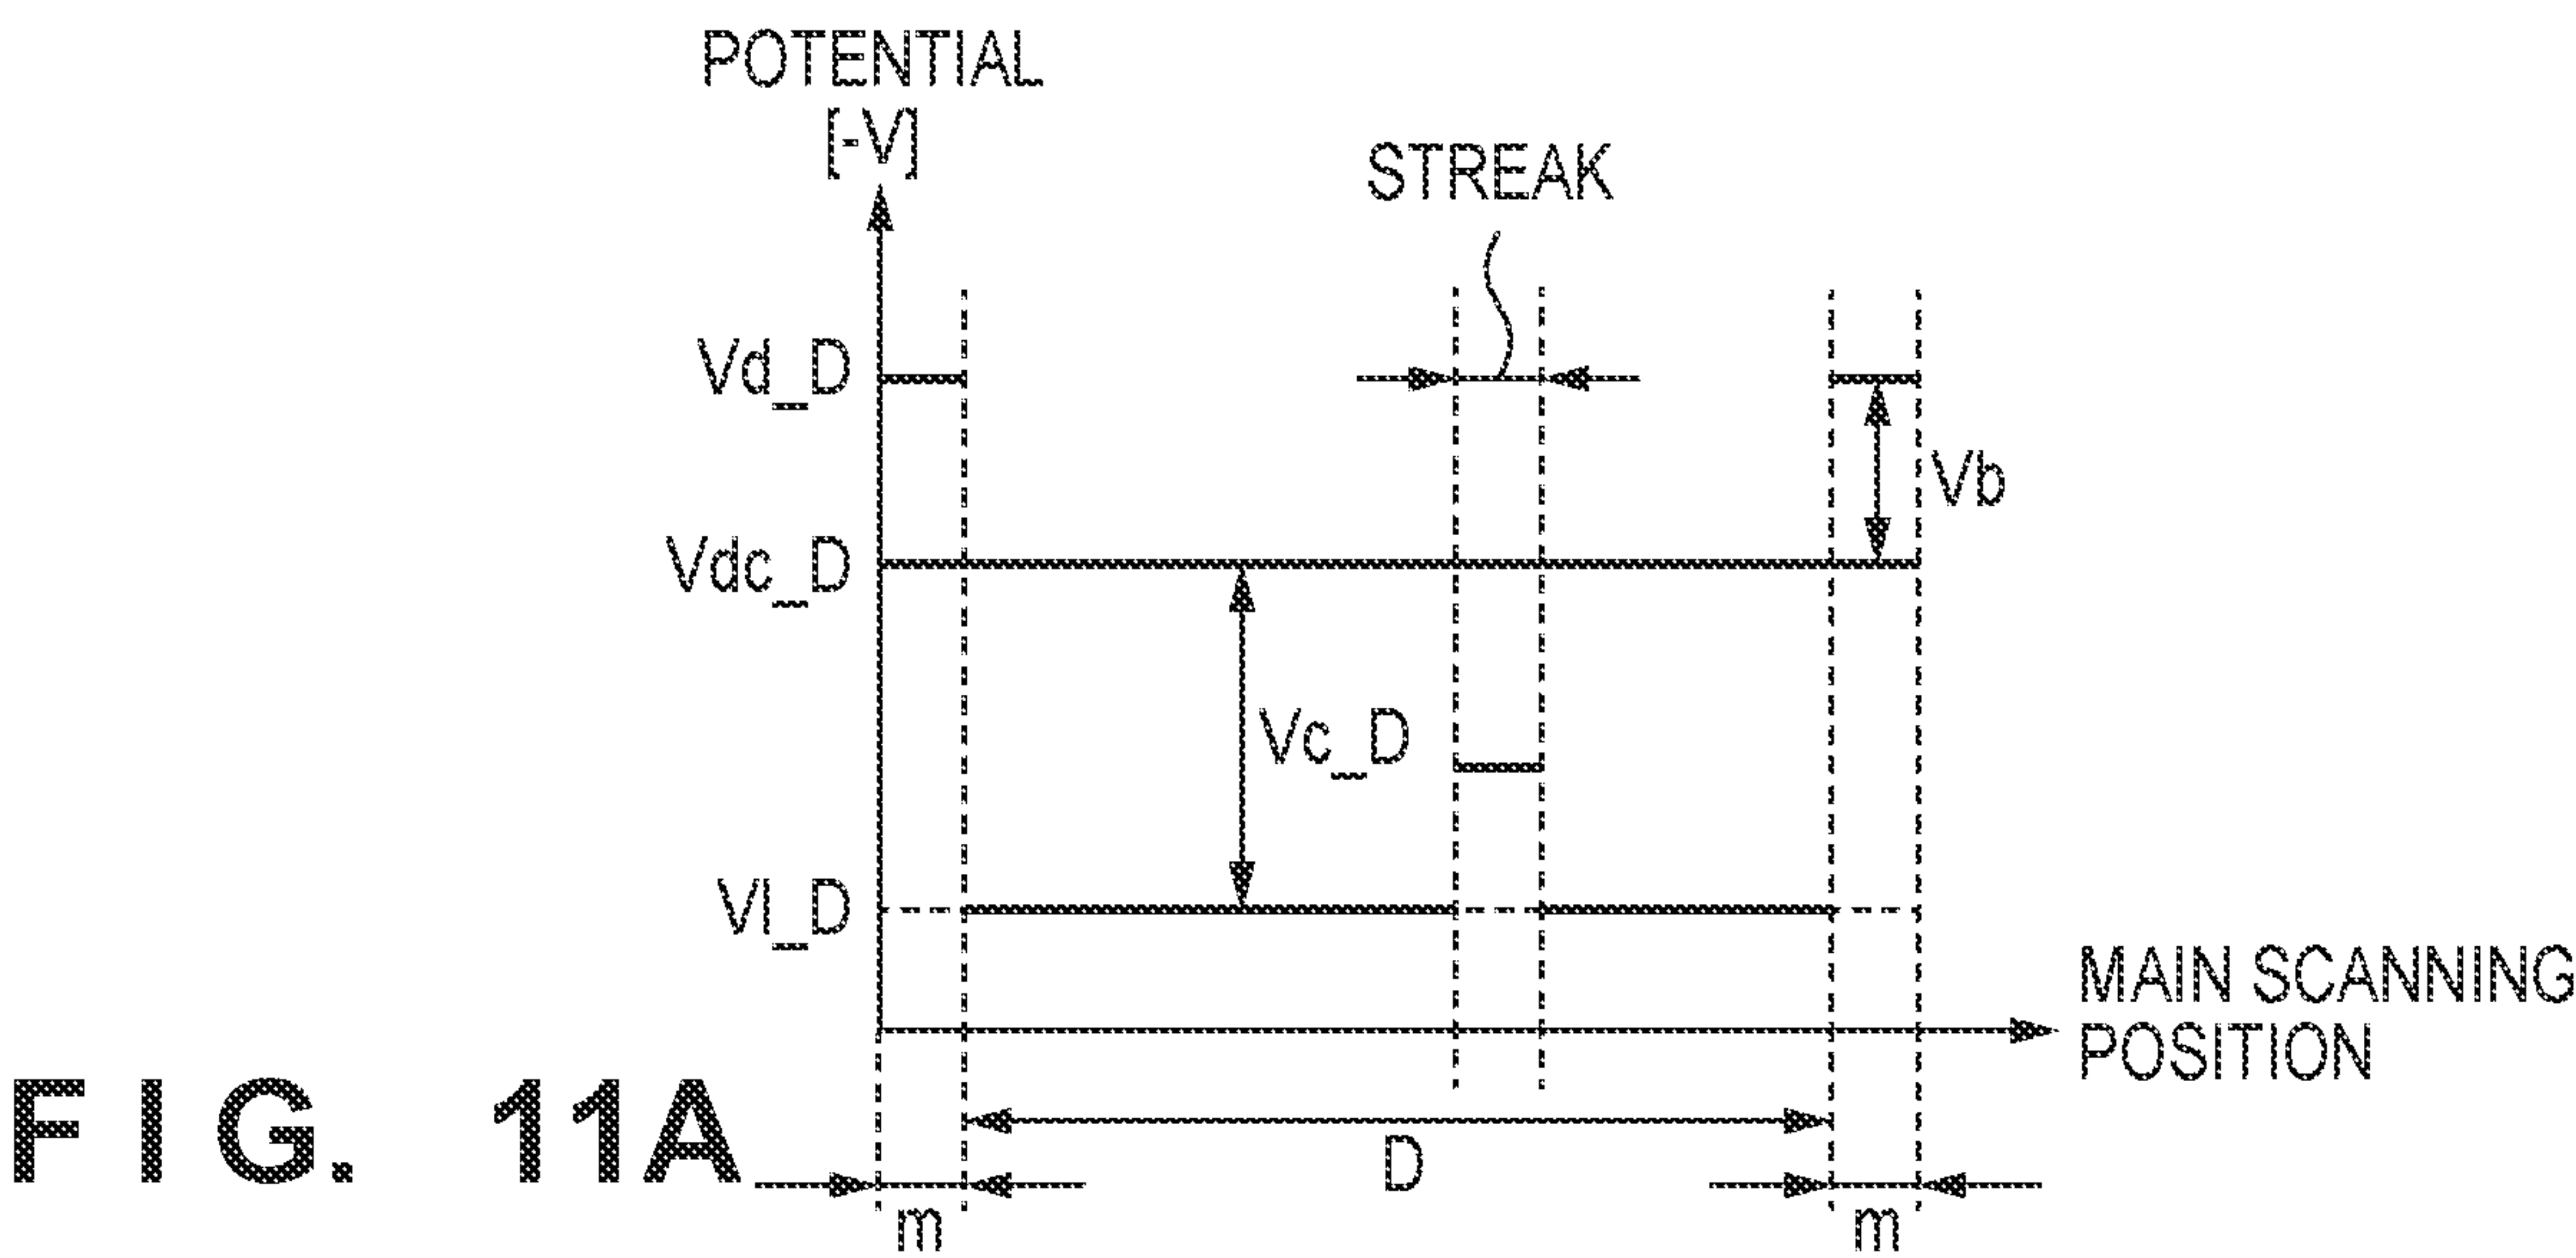 POTENTIAL
[-V]
STREAK
Vd_D
Vb
Vdc_D
Vc_D
Vl_D
MAIN SCANNING
POSITION
D
m
m
FIG. 11A